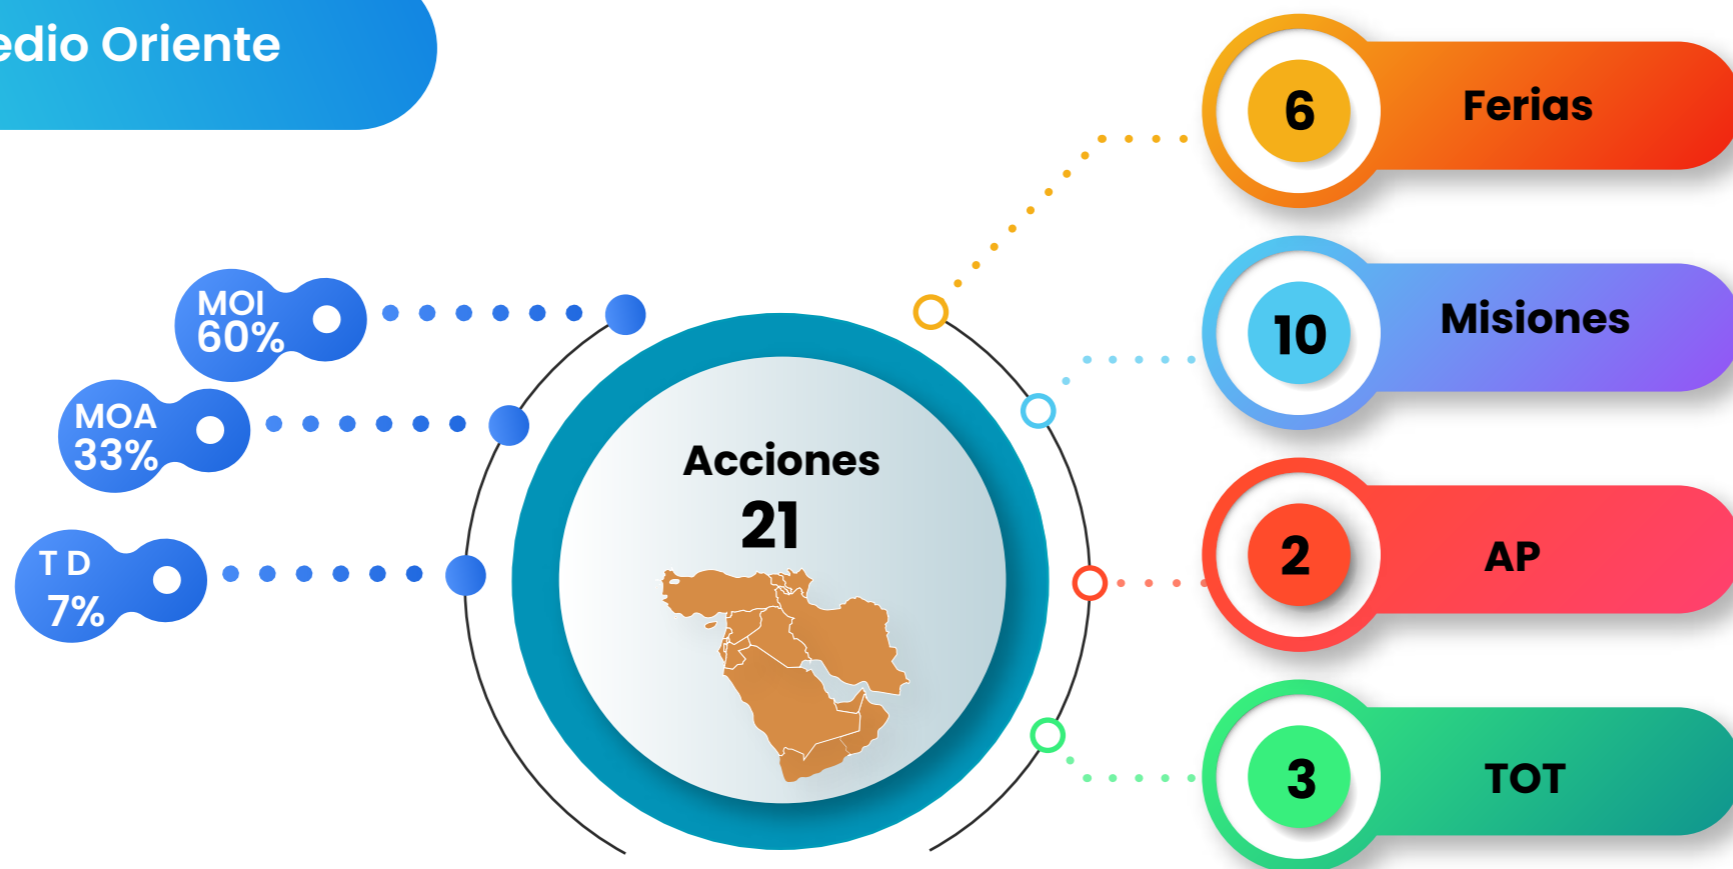 edio Oriente
MOI
60%
MOA
33%
T D
7%
Acciones
21
6
Ferias
10
Misiones
2
AP
3
TOT